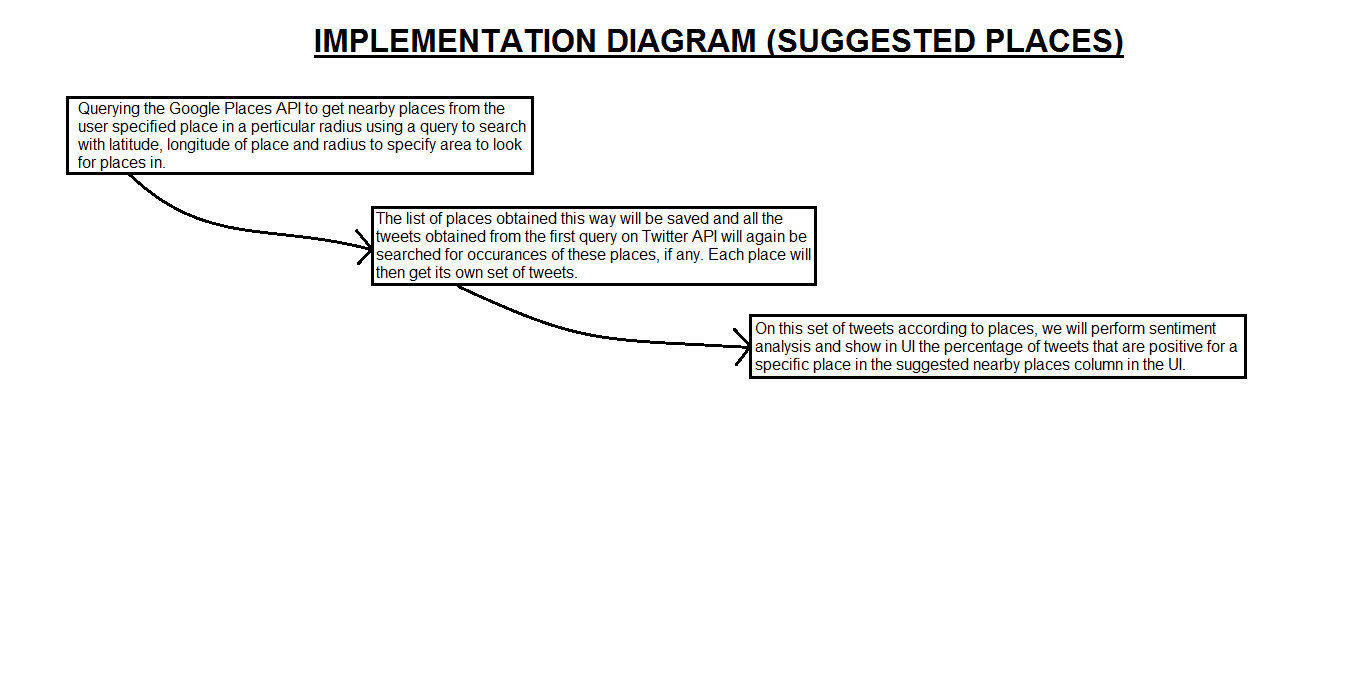 IMPLEMENTATION DIAGRAM (SUGGESTED PLACES)
Querying the Google Places API to get nearby places from the
user specified place in a perticular radius using a query to search
with latitude, longitude of place and radius to specify area to look
for places in.
The list of places obtained this way will be saved and all the
tweets obtained from the first query on Twitter API will again be
searched for occurances of these places, if any. Each place will
then get its own set of tweets.
On this set of tweets according to places, we will perform sentiment
analysis and show in UI the percentage of tweets that are positive for a
specific place in the suggested nearby places column in the UI.